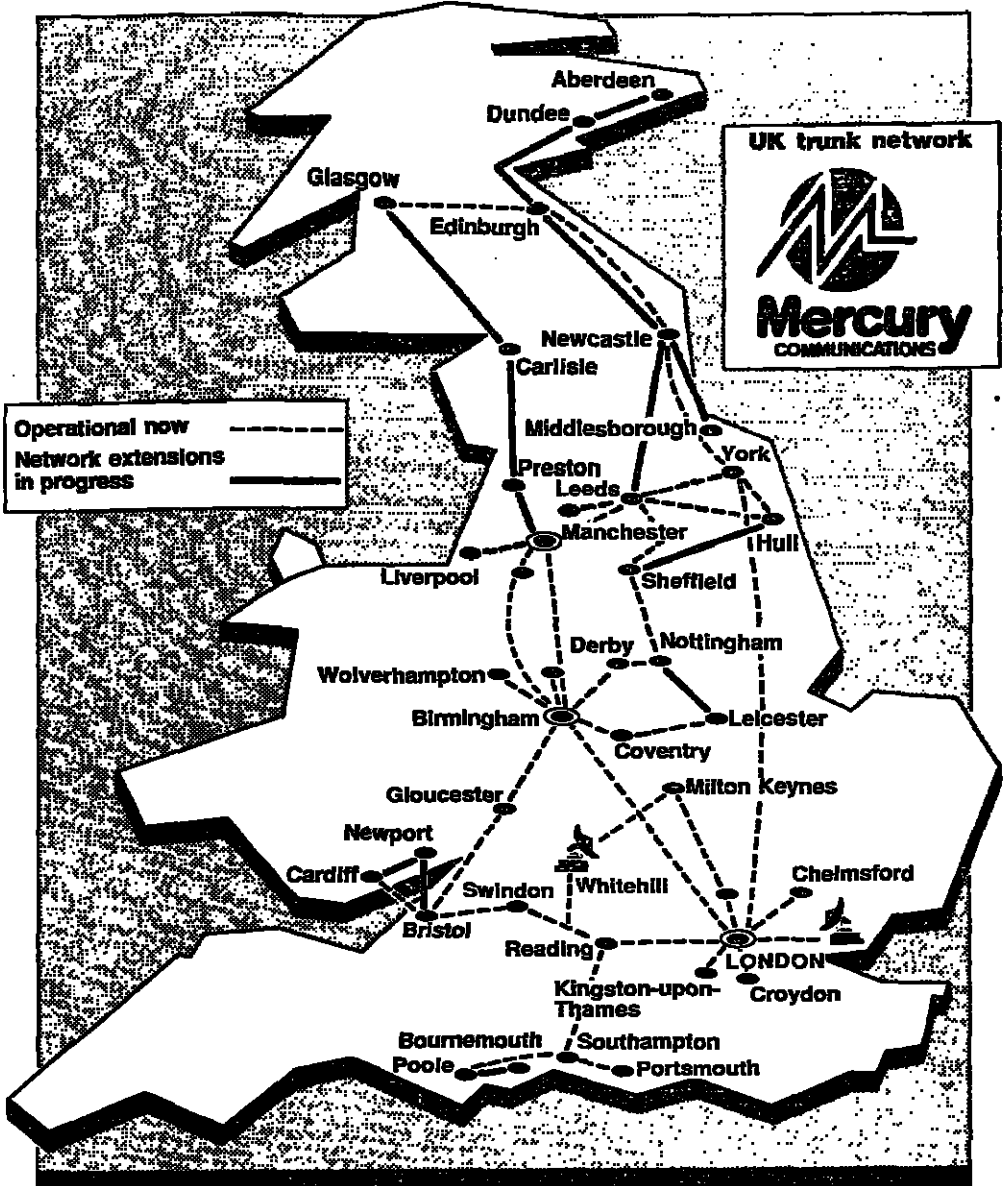 Aberdeen
Dundee
UK trunk network
Mercury
COMMUNICATIONS
Glasgow
Edinburgh
Newcastle
Carlisle
Operational now
Network extensions
in progress
Middlesborough
York
Preston
Leeds
Manchester
Hull
Liverpool
Sheffield
Derby
Nottingham
Wolverhampton
Birmingham
Leicester
Coventry
Milton Keynes
Gloucester
Newport
Cardiff
Whitehill
Chelmsford
Swindon
Bristol
Reading
LONDON
Kingston-upon-
Thames
Croydon
Bournemouth
Southampton
Poole
Portsmouth